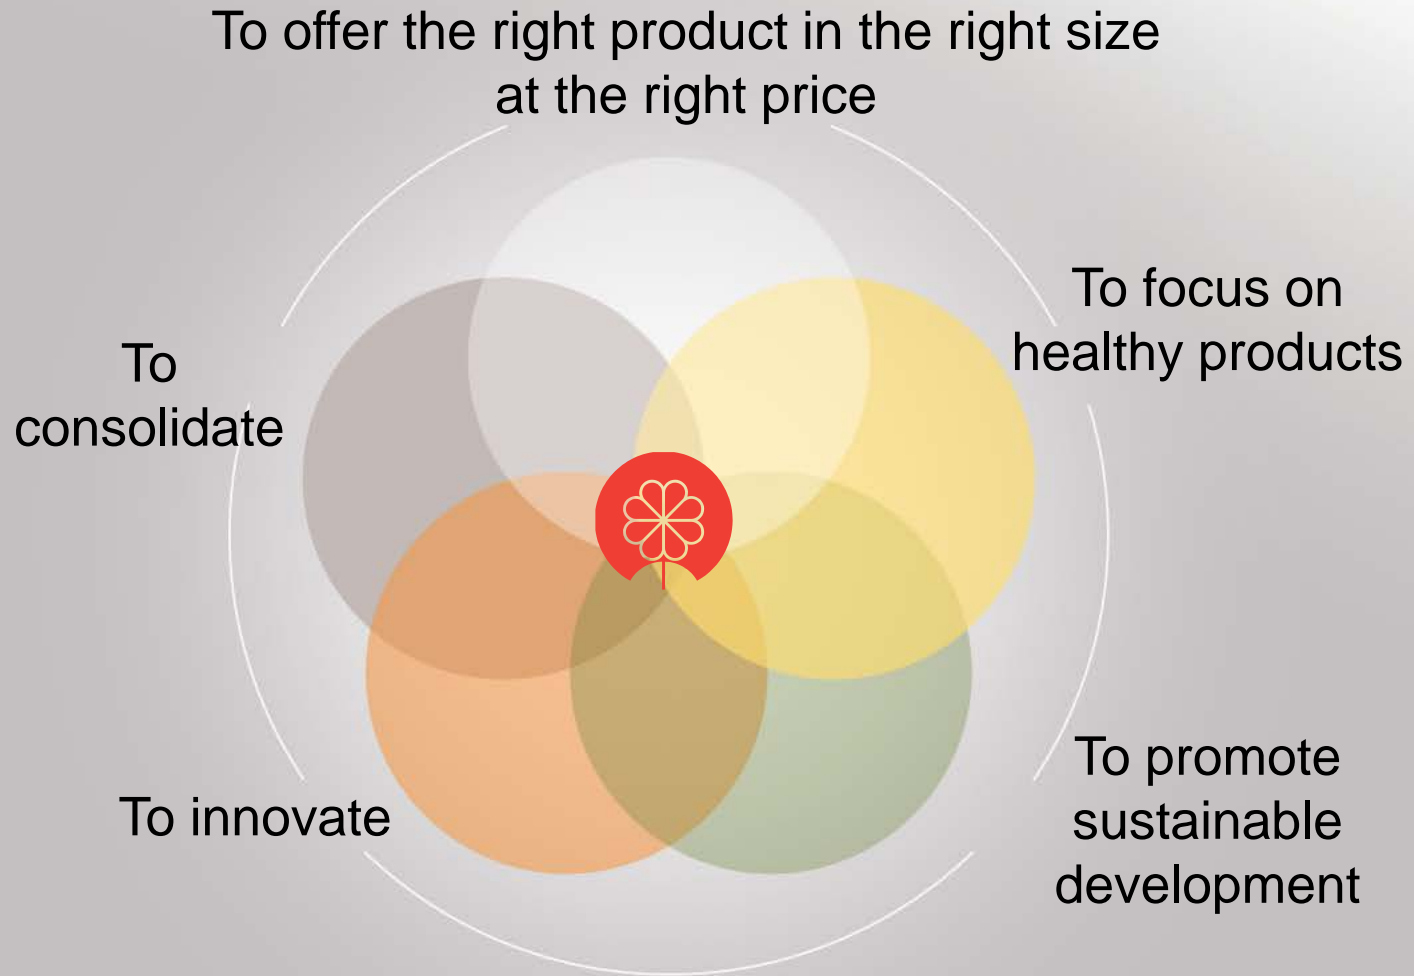 To offer the right product in the right size
at the right price
To focus on
healthy products
To
consolidate
To innovate
To promote
sustainable
development